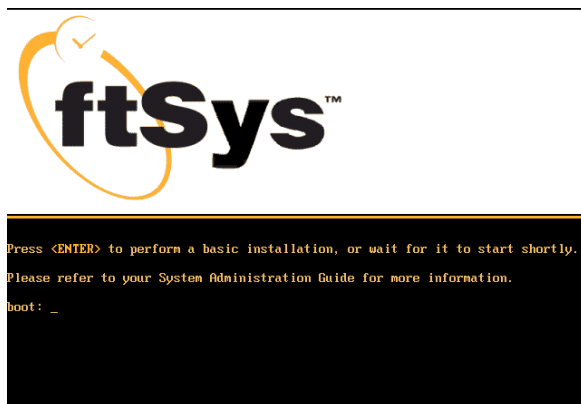 ftSys™
Press <ENTER> to perform a basic installation, or wait for it to start shortly.
Please refer to your System Administration Guide for more information.
boot: _